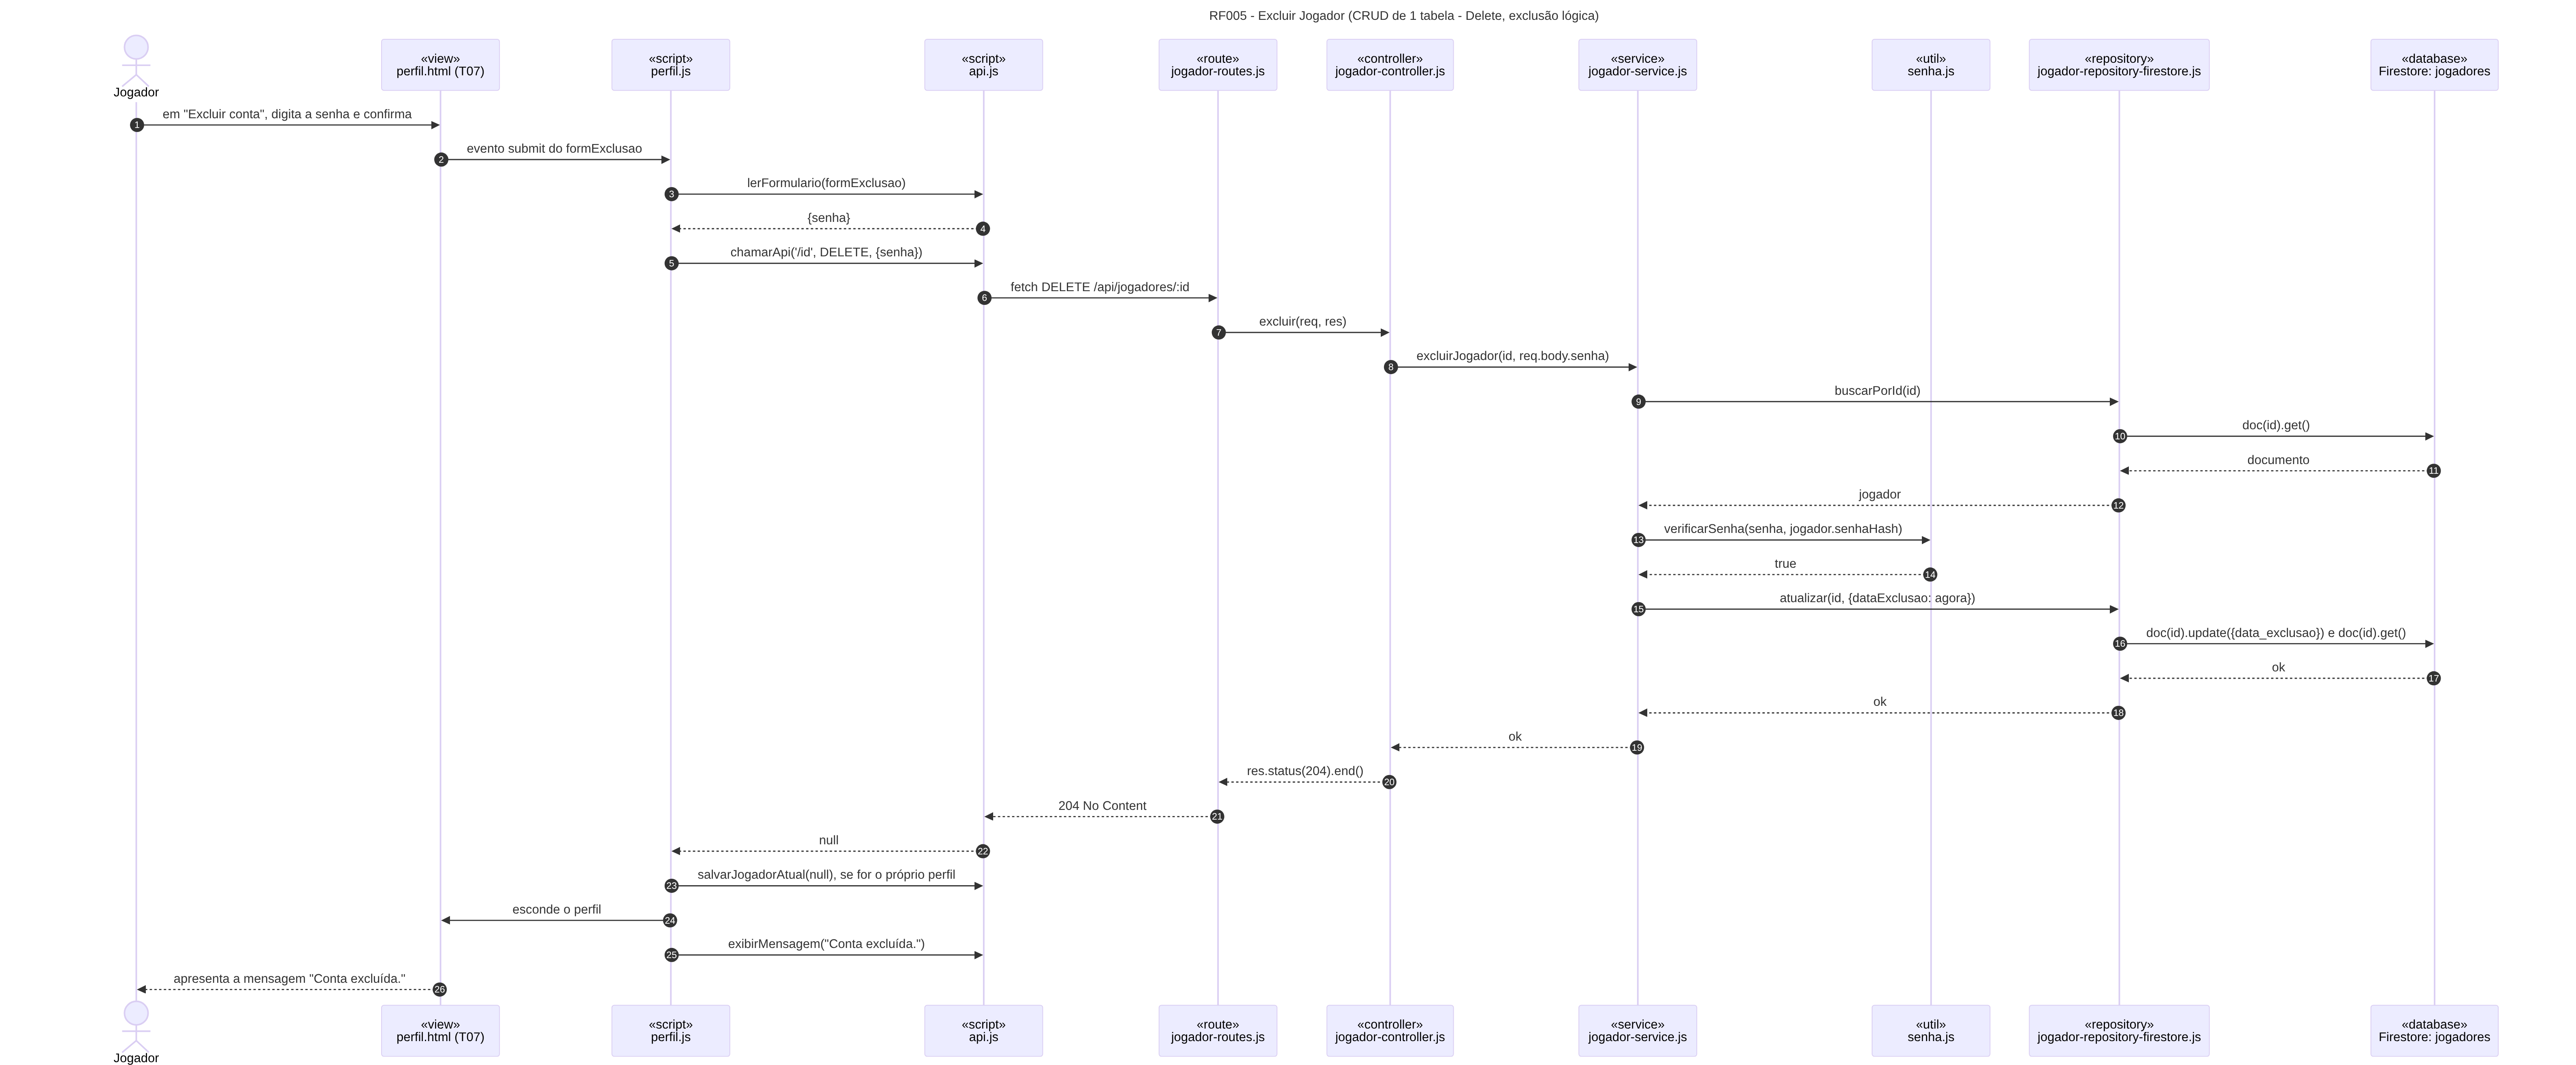 RF005 - Excluir Jogador (CRUD de 1 tabela - Delete, exclusão lógica)
Jogador
«view»
perfil.html (T07)
«script»
perfil.js
«script»
api.js
«route»
jogador-routes.js
«controller»
jogador-controller.js
«service»
jogador-service.js
«util»
senha.js
«repository»
jogador-repository-firestore.js
«database»
Firestore: jogadores
1 em "Excluir conta", digita a senha e confirma
2 evento submit do formExclusao
3 lerFormulario(formExclusao)
{senha} 4
5 chamarApi('/id', DELETE, {senha})
6 fetch DELETE /api/jogadores/:id
7 excluir(req, res)
8 excluirJogador(id, req.body.senha)
9 buscarPorId(id)
10 doc(id).get()
documento 11
jogador 12
13 verificarSenha(senha, jogador.senhaHash)
true 14
15 atualizar(id, {dataExclusao: agora})
16 doc(id).update({data_exclusao}) e doc(id).get()
ok 17
ok 18
ok 19
res.status(204).end() 20
204 No Content 21
null 22
23 salvarJogadorAtual(null), se for o próprio perfil
esconde o perfil 24
25 exibirMensagem("Conta excluída.")
apresenta a mensagem "Conta excluída." 26
Jogador
«view»
perfil.html (T07)
«script»
perfil.js
«script»
api.js
«route»
jogador-routes.js
«controller»
jogador-controller.js
«service»
jogador-service.js
«util»
senha.js
«repository»
jogador-repository-firestore.js
«database»
Firestore: jogadores